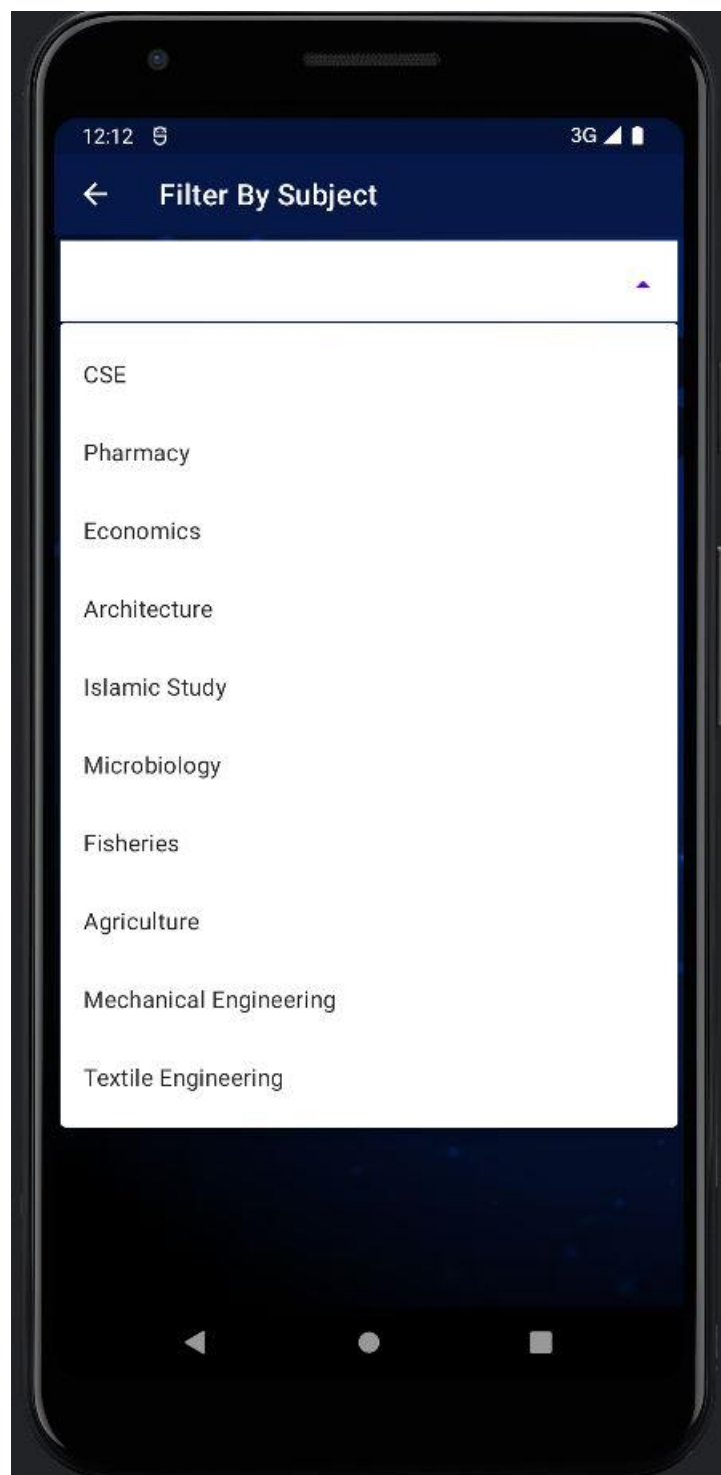 12:12 3G
Filter By Subject
CSE
Pharmacy
Economics
Architecture
Islamic Study
Microbiology
Fisheries
Agriculture
Mechanical Engineering
Textile Engineering